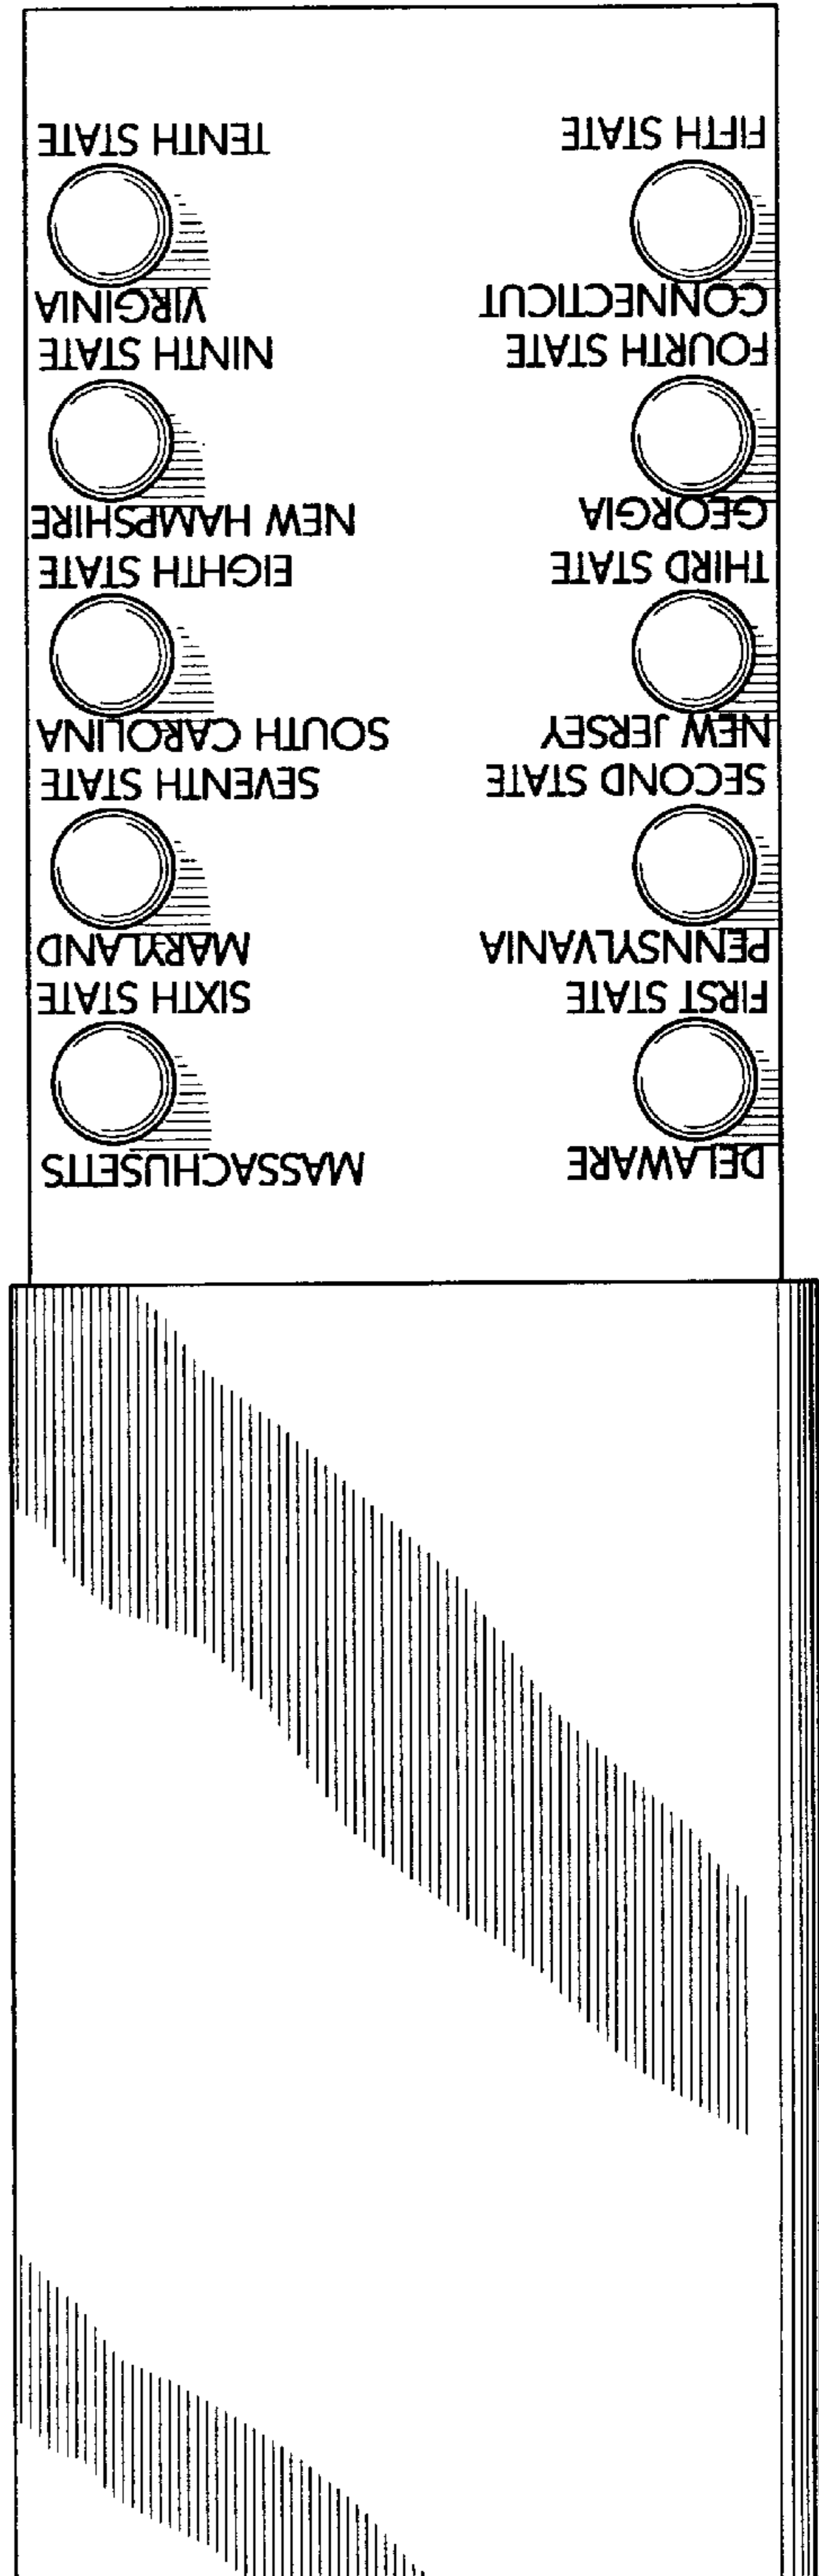 DELAWARE
FIRST STATE
PENNSYLVANIA
SECOND STATE
NEW JERSEY
THIRD STATE
GEORGIA
FOURTH STATE
CONNECTICUT
FIFTH STATE
MASSACHUSETTS
SIXTH STATE
MARYLAND
SEVENTH STATE
SOUTH CAROLINA
EIGHTH STATE
NEW HAMPSHIRE
NINTH STATE
VIRGINIA
TENTH STATE